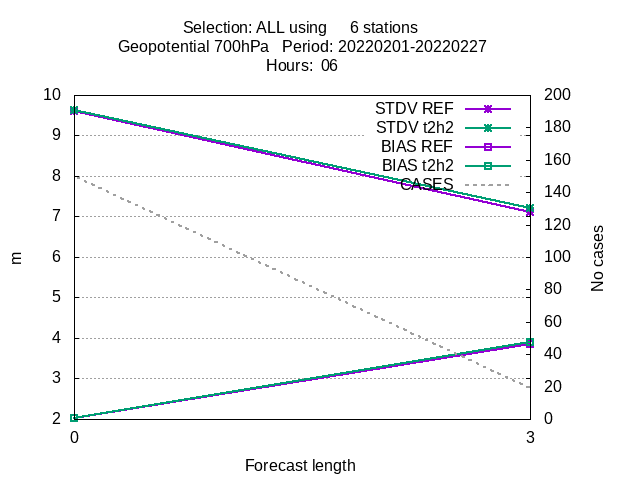 Selection: ALL using     6 stations
Geopotential 700hPa   Period: 20220201-20220227
Hours:  06
STDV REF
STDV t2h2
BIAS REF
BIAS t2h2
CASES
10
9
8
7
6
5
4
3
2
m
200
180
160
140
120
100
80
60
40
20
0
No cases
0
3
Forecast length